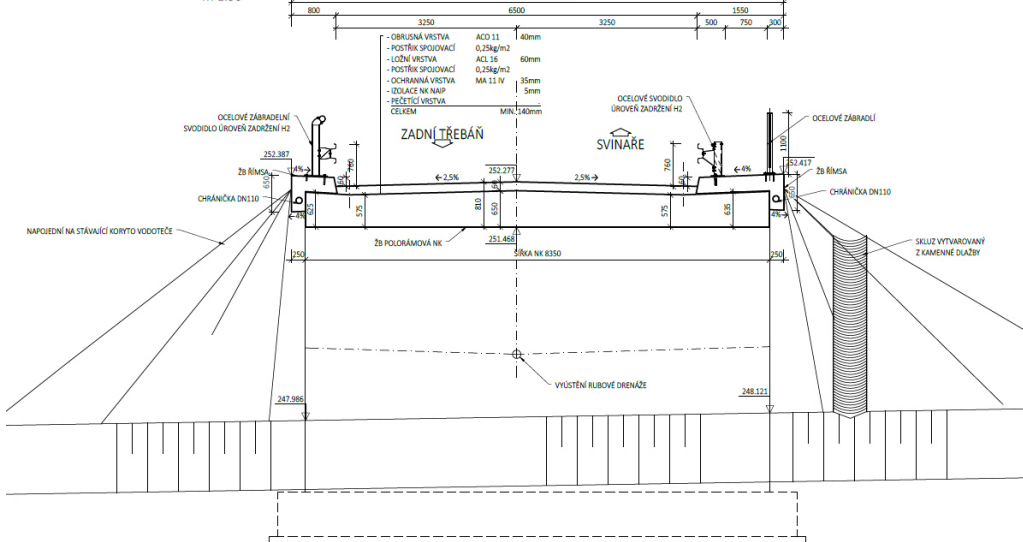 800
6500
1550
3250
3250
500
750
300
- OBRUSNÁ VRSTVA ACO 11 40mm
- POSTŘIK SPOJOVACÍ 0,25kg/m2
- LOŽNÍ VRSTVA ACL 16 60mm
- POSTŘIK SPOJOVACÍ 0,25kg/m2
- OCHRANNÁ VRSTVA MA 11 IV 35mm
- IZOLACE NK NAIP 5mm
- PEČETÍCÍ VRSTVA -
CELKEM MIN. 140mm
OCELOVÉ ZÁBRADELNÍ
SVODIDLO ÚROVEŇ ZADRŽENÍ H2
OCELOVÉ SVODIDLO
ÚROVEŇ ZADRŽENÍ H2
OCELOVÉ ZÁBRADLÍ
ZADNÍ TŘEBÁŇ
SVINAŘE
1100
760
760
252.387
252.277
252.417
ŽB ŘÍMSA
4%
4%
ŽB ŘÍMSA
650
160
2,5%
60
2,5%
160
650
CHRÁNIČKA DN110
CHRÁNIČKA DN110
625
575
810
650
575
635
4%
4%
NAPOJENÍ NA STÁVAJÍCÍ KORYTO VODOTEČE
ŽB POLORÁMOVÁ NK
251.468
SKLUZ VYTVAROVANÝ
Z KAMENNÉ DLAŽBY
250
ŠÍŘKA NK 8350
250
VYÚSTĚNÍ RUBOVÉ DRENÁŽE
247.986
248.121